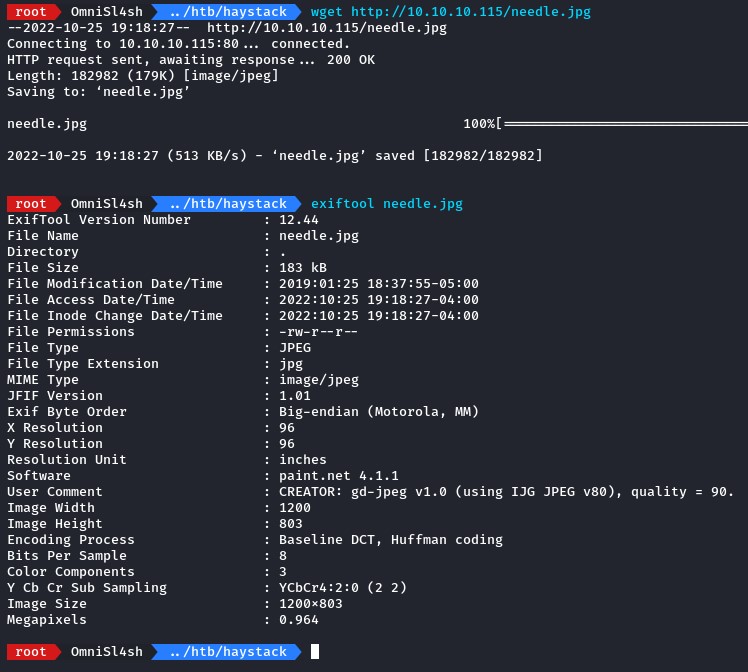 root OmniSl4sh ../htb/haystack wget http://10.10.10.115/needle.jpg
--2022-10-25 19:18:27--  http://10.10.10.115/needle.jpg
Connecting to 10.10.10.115:80... connected.
HTTP request sent, awaiting response... 200 OK
Length: 182982 (179K) [image/jpeg]
Saving to: ‘needle.jpg’
needle.jpg 100%[==============================
2022-10-25 19:18:27 (513 KB/s) - ‘needle.jpg’ saved [182982/182982]
root OmniSl4sh ../htb/haystack exiftool needle.jpg
ExifTool Version Number : 12.44
File Name : needle.jpg
Directory : .
File Size : 183 kB
File Modification Date/Time : 2019:01:25 18:37:55-05:00
File Access Date/Time : 2022:10:25 19:18:27-04:00
File Inode Change Date/Time : 2022:10:25 19:18:27-04:00
File Permissions : -rw-r--r--
File Type : JPEG
File Type Extension : jpg
MIME Type : image/jpeg
JFIF Version : 1.01
Exif Byte Order : Big-endian (Motorola, MM)
X Resolution : 96
Y Resolution : 96
Resolution Unit : inches
Software : paint.net 4.1.1
User Comment : CREATOR: gd-jpeg v1.0 (using IJG JPEG v80), quality = 90.
Image Width : 1200
Image Height : 803
Encoding Process : Baseline DCT, Huffman coding
Bits Per Sample : 8
Color Components : 3
Y Cb Cr Sub Sampling : YCbCr4:2:0 (2 2)
Image Size : 1200×803
Megapixels : 0.964
root OmniSl4sh ../htb/haystack